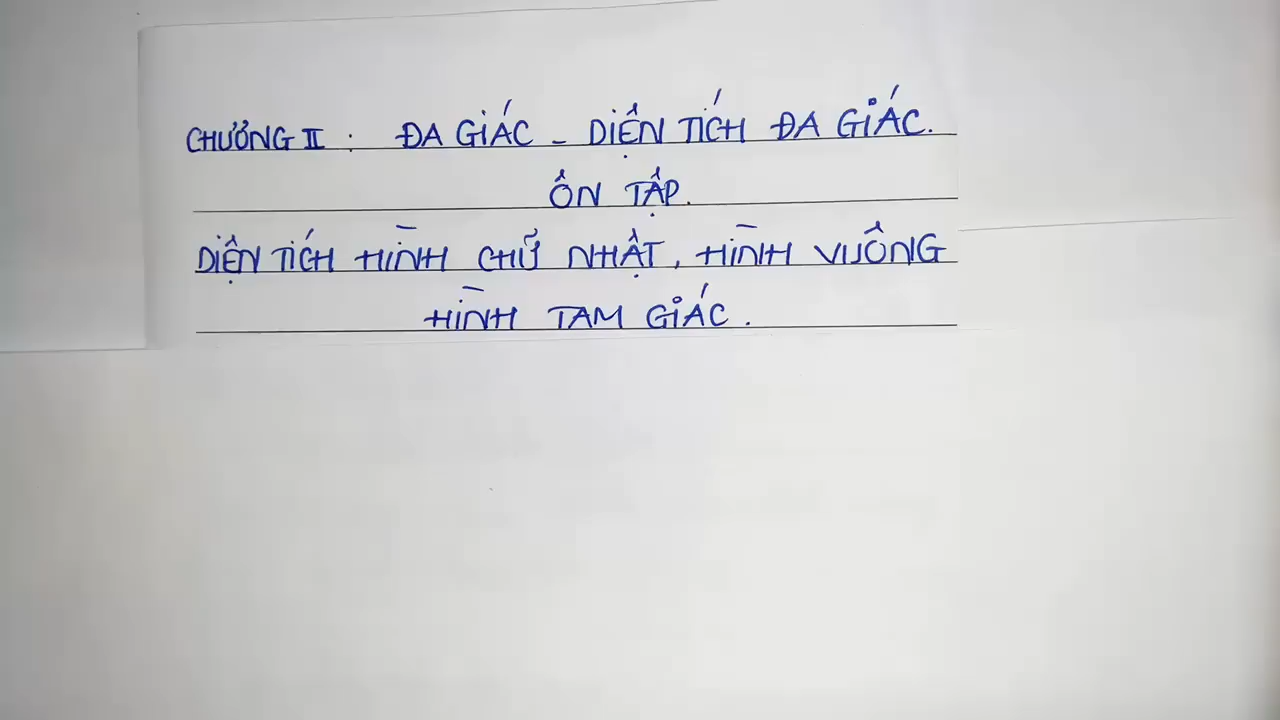 CHƯƠNG II : ĐA GIÁC - DIỆN TÍCH ĐA GIÁC.
ÔN TẬP.
DIỆN TÍCH HÌNH CHỮ NHẬT, HÌNH VUÔNG
HÌNH TAM GIÁC.